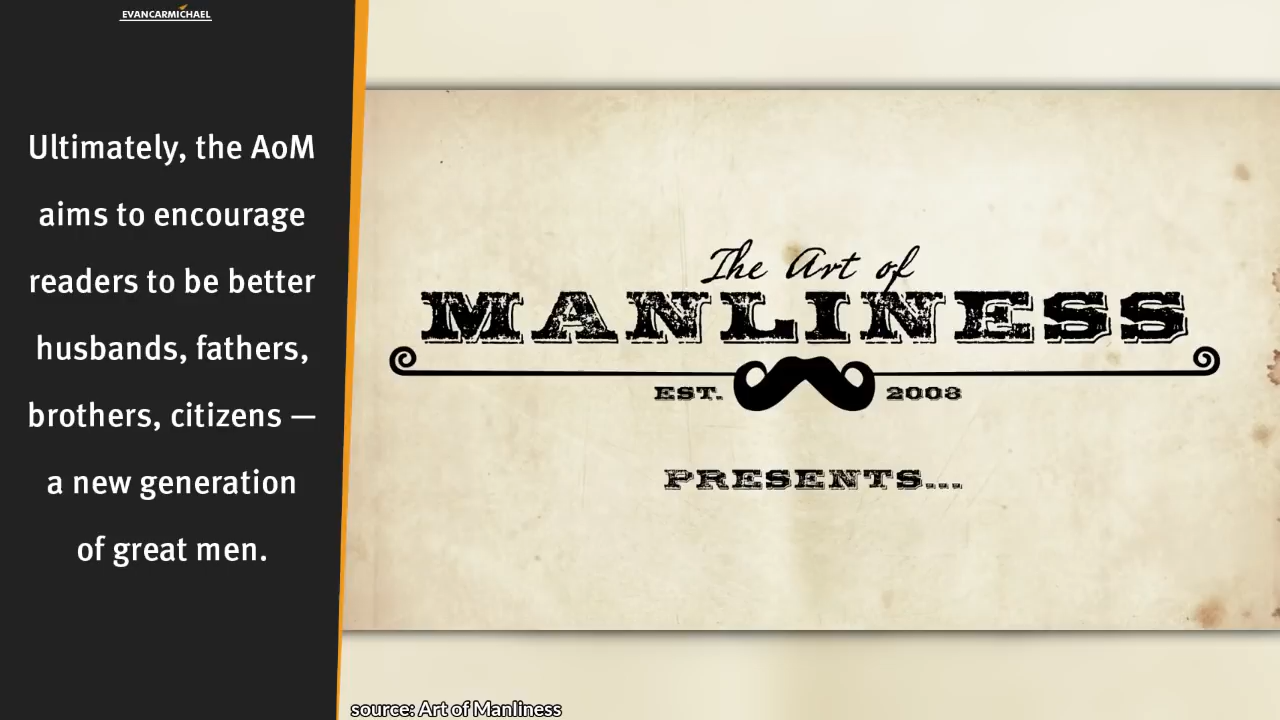 EVANCARMICHAEL
Ultimately, the AoM
aims to encourage
readers to be better
husbands, fathers,
brothers, citizens —
a new generation
of great men.
The Art of
MANLINESS
EST. 2008
PRESENTS...
source: Art of Manliness